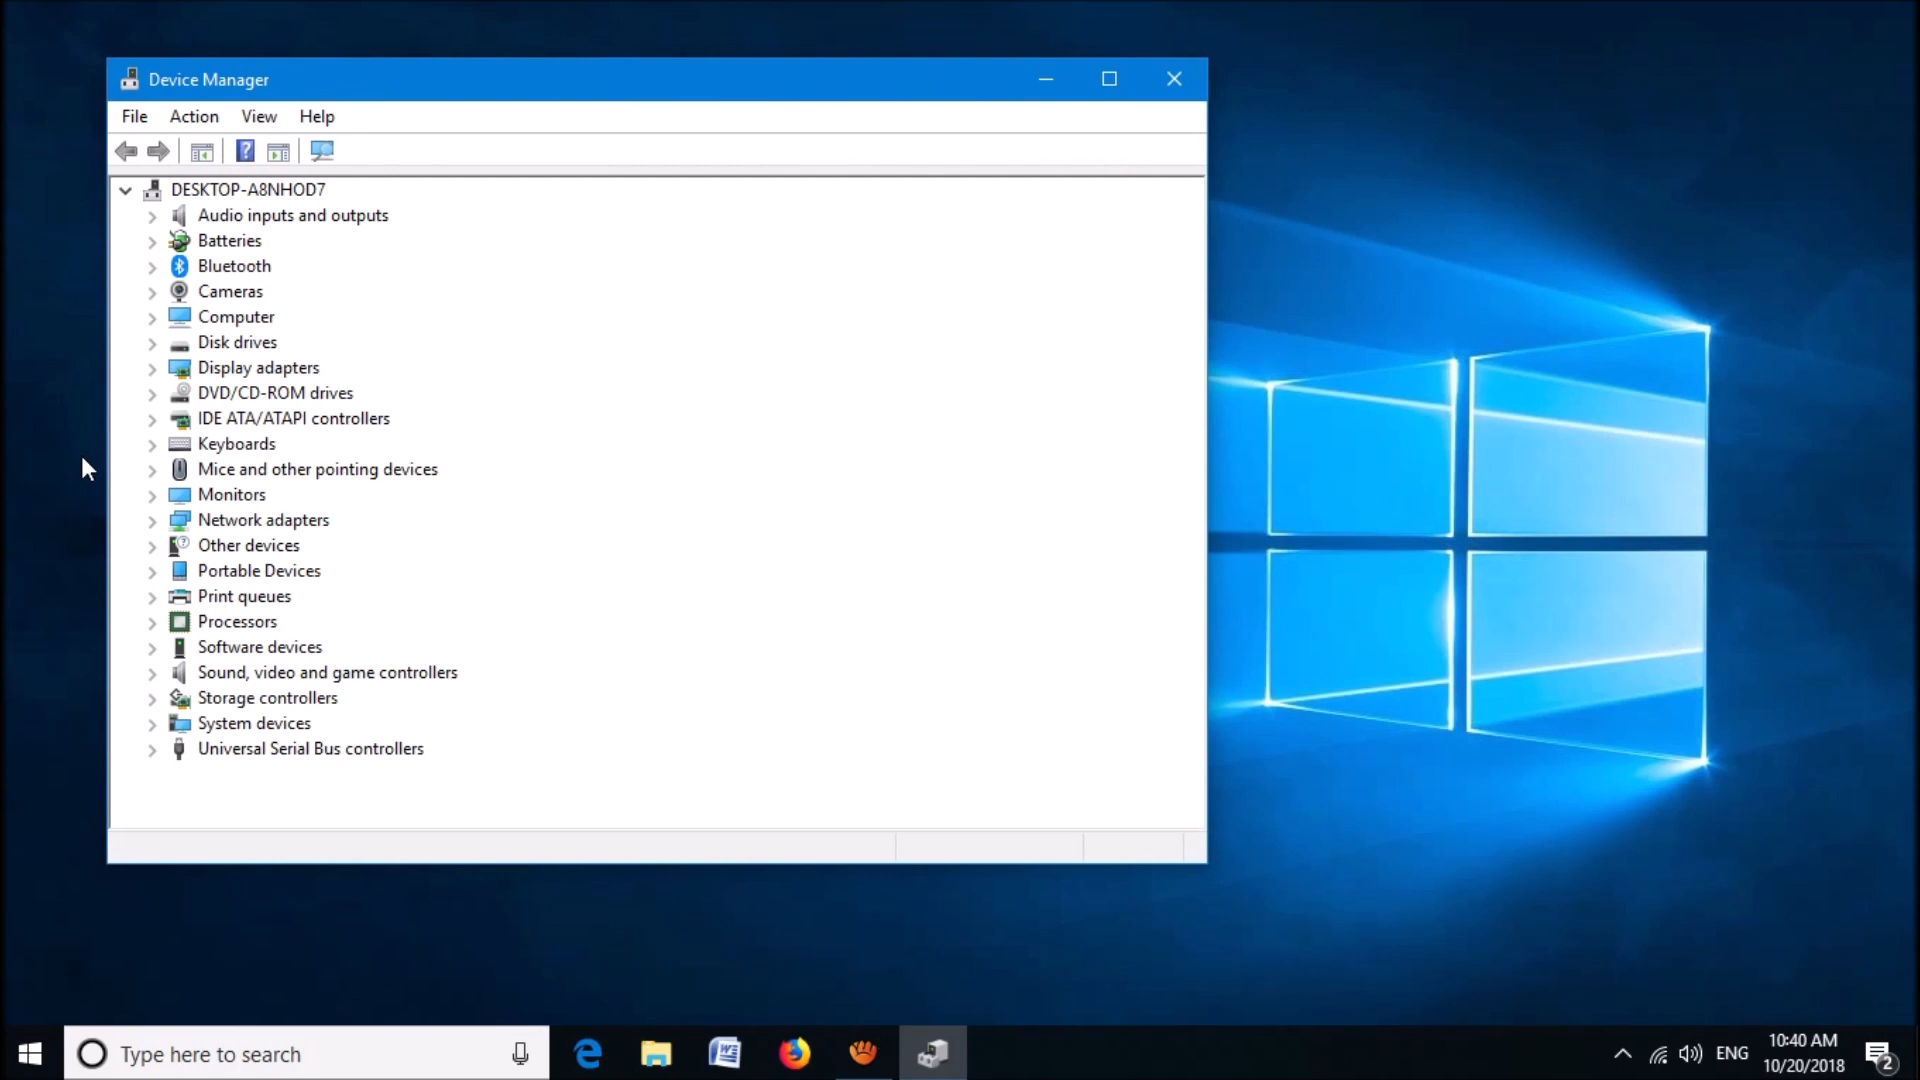 Device Manager
File Action View Help
DESKTOP-A8NHOD7
Audio inputs and outputs
Batteries
Bluetooth
Cameras
Computer
Disk drives
Display adapters
DVD/CD-ROM drives
IDE ATA/ATAPI controllers
Keyboards
Mice and other pointing devices
Monitors
Network adapters
Other devices
Portable Devices
Print queues
Processors
Software devices
Sound, video and game controllers
Storage controllers
System devices
Universal Serial Bus controllers
Type here to search
ENG
10:40 AM
10/20/2018
2